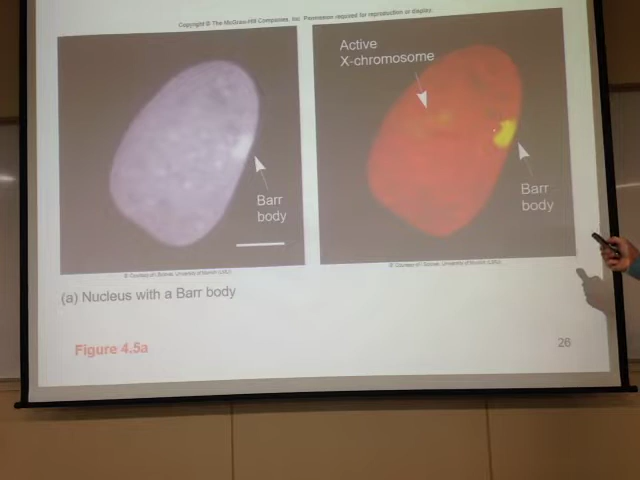 Copyright © The McGraw-Hill Companies, Inc. Permission required for reproduction or display.
Active
X-chromosome
Barr
body
Barr
body
(a) Nucleus with a Barr body
Figure 4.5a
26